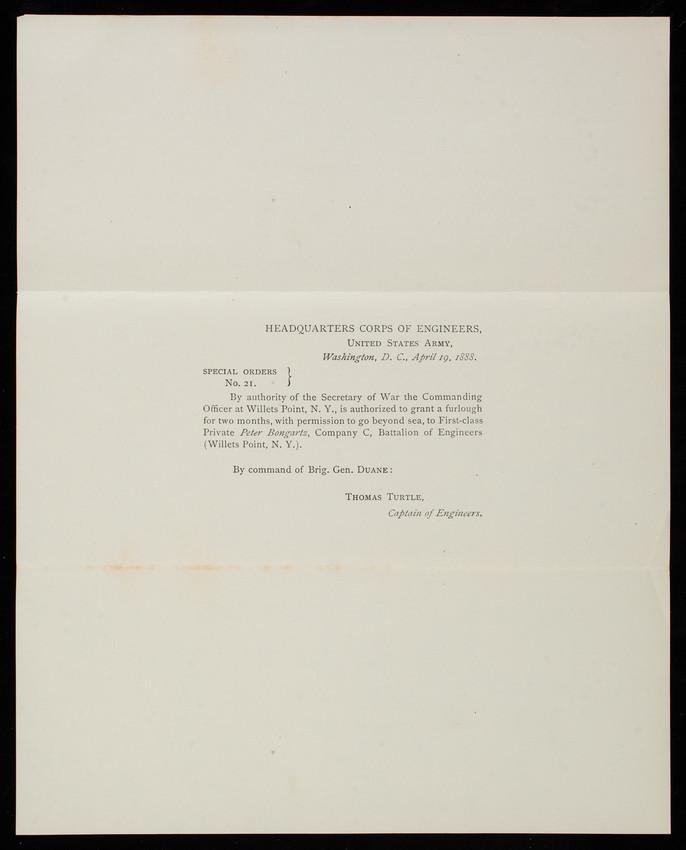 HEADQUARTERS CORPS OF ENGINEERS,
UNITED STATES ARMY,
Washington, D. C., April 19, 1888.
SPECIAL ORDERS }
No. 21.
By authority of the Secretary of War the Commanding
Officer at Willets Point, N. Y., is authorized to grant a furlough
for two months, with permission to go beyond sea, to First-class
Private Peter Bongartz, Company C, Battalion of Engineers
(Willets Point, N. Y.).
By command of Brig. Gen. DUANE:
THOMAS TURTLE,
Captain of Engineers.